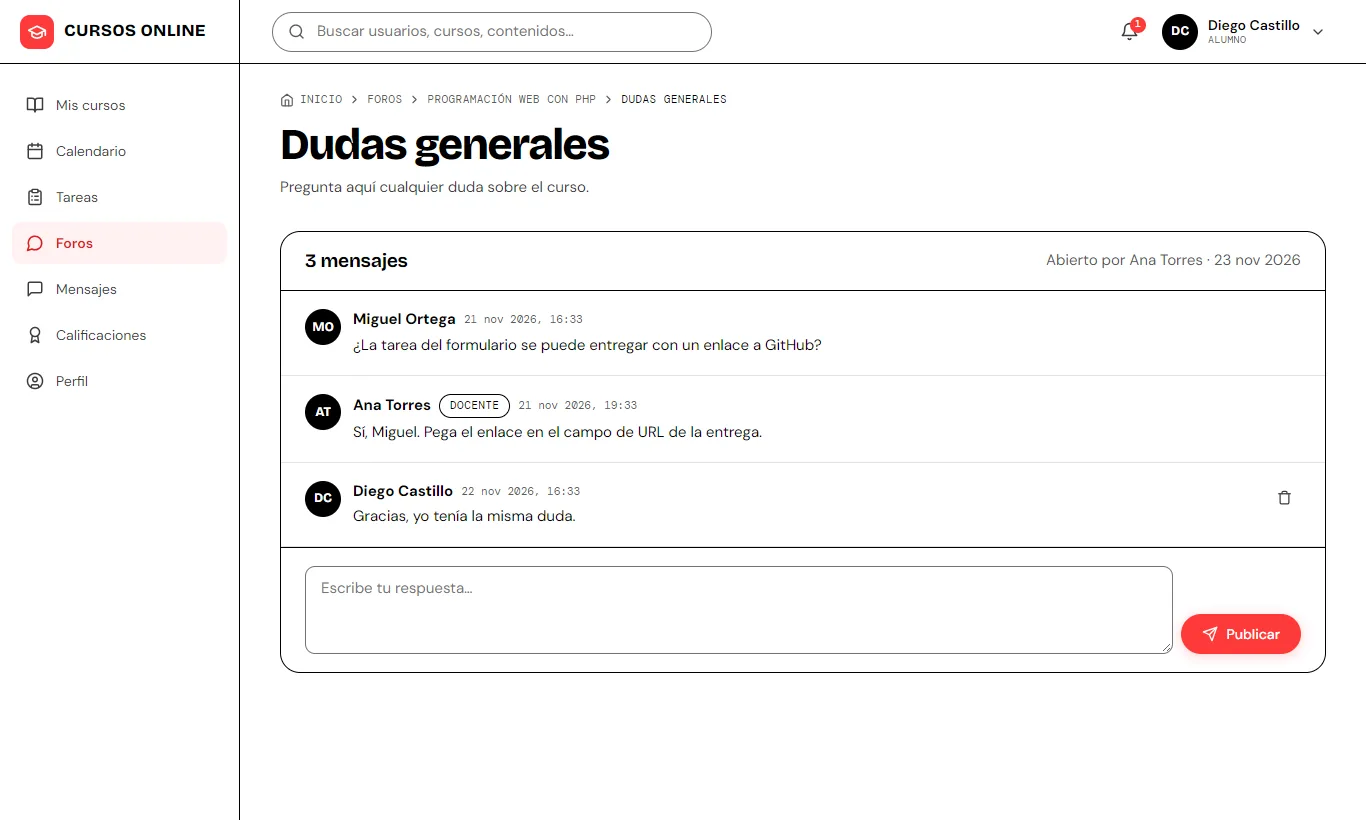 CURSOS ONLINE
Buscar usuarios, cursos, contenidos...
1
DC
Diego Castillo
ALUMNO
Mis cursos
Calendario
Tareas
Foros
Mensajes
Calificaciones
Perfil
INICIO > FOROS > PROGRAMACIÓN WEB CON PHP > DUDAS GENERALES
Dudas generales
Pregunta aquí cualquier duda sobre el curso.
3 mensajes
Abierto por Ana Torres · 23 nov 2026
MO
Miguel Ortega 21 nov 2026, 16:33
¿La tarea del formulario se puede entregar con un enlace a GitHub?
AT
Ana Torres DOCENTE 21 nov 2026, 19:33
Sí, Miguel. Pega el enlace en el campo de URL de la entrega.
DC
Diego Castillo 22 nov 2026, 16:33
Gracias, yo tenía la misma duda.
Escribe tu respuesta...
Publicar